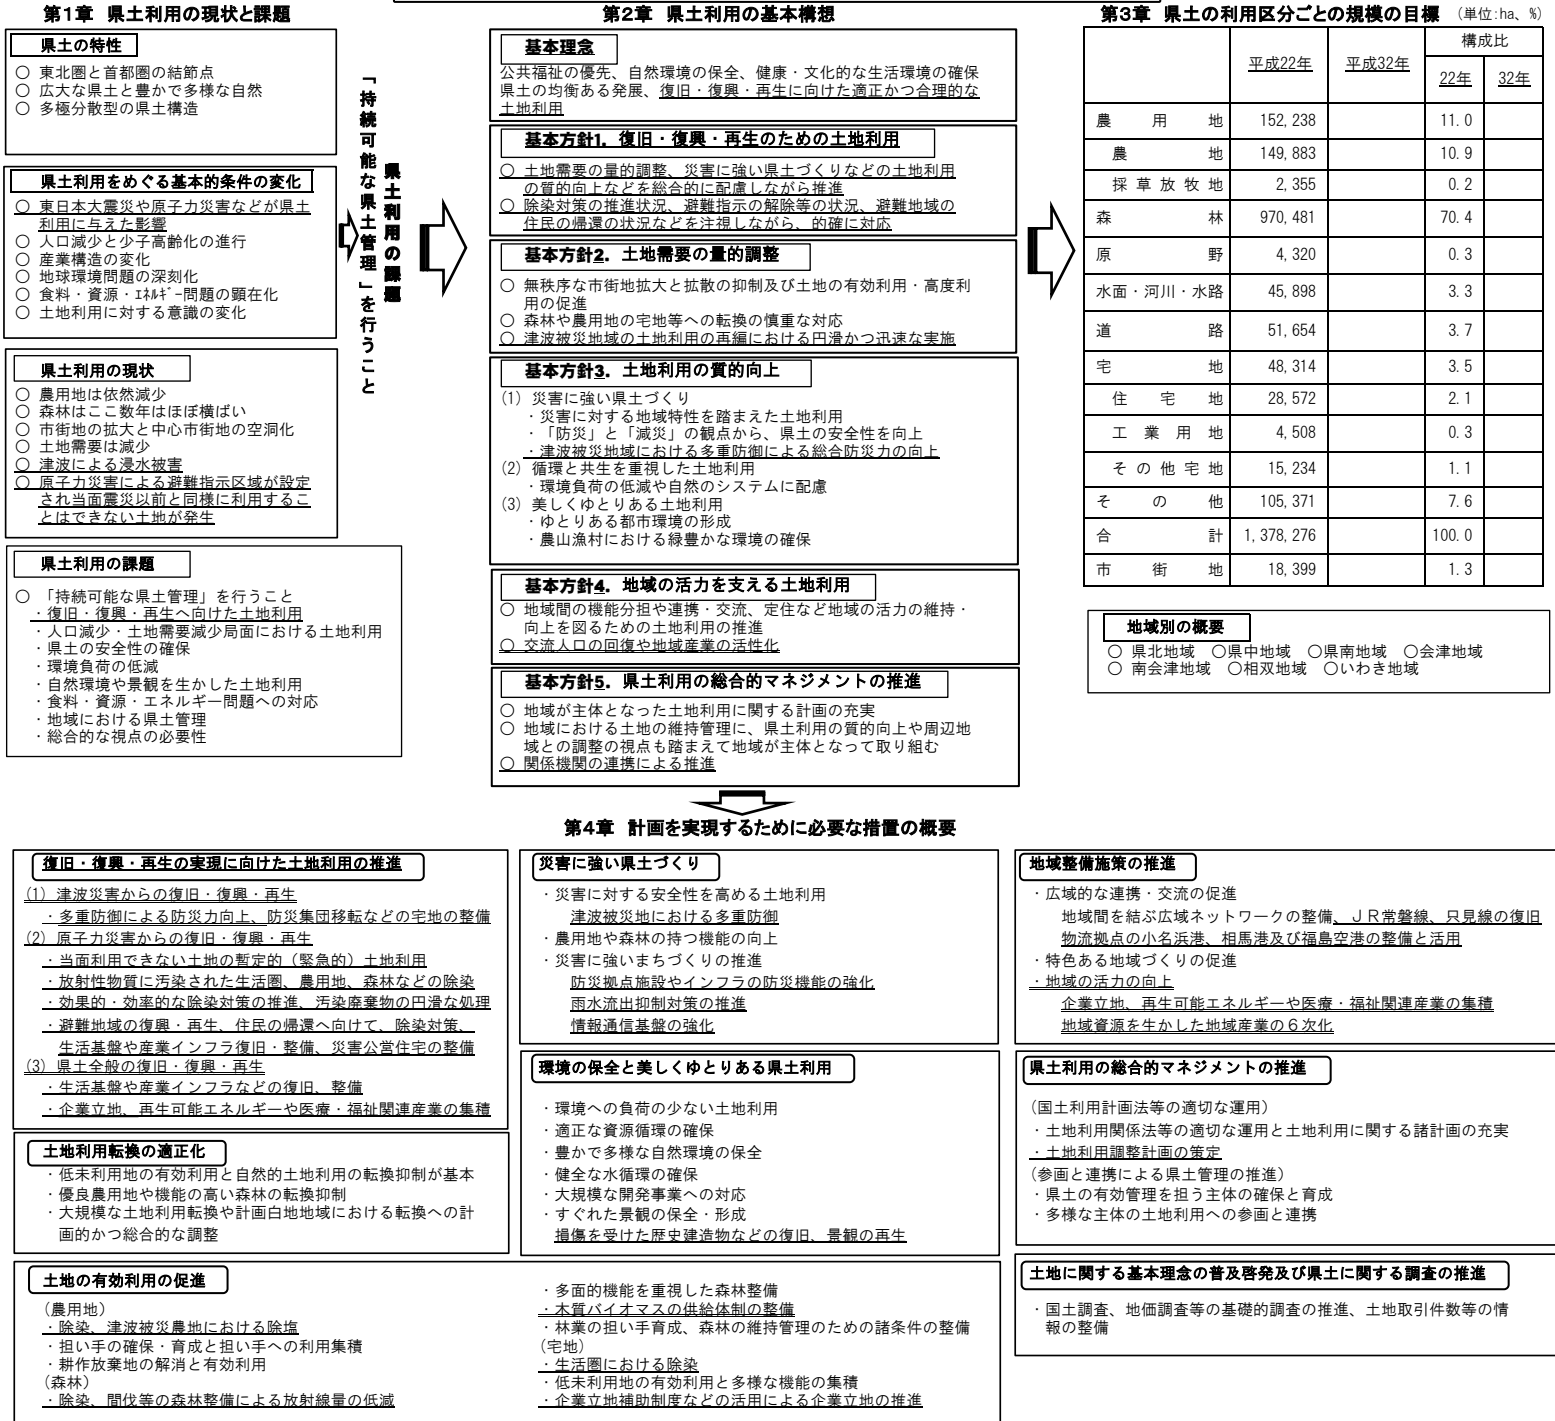 第1章 県土利用の現状と課題
県土の特性
○ 東北圏と首都圏の結節点
○ 広大な県土と豊かで多様な自然
○ 多極分散型の県土構造
県土利用をめぐる基本的条件の変化
○ 東日本大震災や原子力災害などが県土
利用に与えた影響
○ 人口減少と少子高齢化の進行
○ 産業構造の変化
○ 地球環境問題の深刻化
○ 食料・資源・ｴﾈﾙｷﾞｰ問題の顕在化
○ 土地利用に対する意識の変化
県土利用の現状
○ 農用地は依然減少
○ 森林はここ数年はほぼ横ばい
○ 市街地の拡大と中心市街地の空洞化
○ 土地需要は減少
○ 津波による浸水被害
○ 原子力災害による避難指示区域が設定
され当面震災以前と同様に利用するこ
とはできない土地が発生
県土利用の課題
○ 「持続可能な県土管理」を行うこと
・復旧・復興・再生へ向けた土地利用
・人口減少・土地需要減少局面における土地利用
・県土の安全性の確保
・環境負荷の低減
・自然環境や景観を生かした土地利用
・食料・資源・エネルギー問題への対応
・地域における県土管理
・総合的な視点の必要性
県土利用の課題
「持続可能な県土管理」を行うこと
第2章 県土利用の基本構想
基本理念
公共福祉の優先、自然環境の保全、健康・文化的な生活環境の確保
県土の均衡ある発展、復旧・復興・再生に向けた適正かつ合理的な
土地利用
基本方針1．復旧・復興・再生のための土地利用
○ 土地需要の量的調整、災害に強い県土づくりなどの土地利用
の質的向上などを総合的に配慮しながら推進
○ 除染対策の推進状況、避難指示の解除等の状況、避難地域の
住民の帰還の状況などを注視しながら、的確に対応
基本方針2．土地需要の量的調整
○ 無秩序な市街地拡大と拡散の抑制及び土地の有効利用・高度利
用の促進
○ 森林や農用地の宅地等への転換の慎重な対応
○ 津波被災地域の土地利用の再編における円滑かつ迅速な実施
基本方針3．土地利用の質的向上
(1) 災害に強い県土づくり
・災害に対する地域特性を踏まえた土地利用
・「防災」と「減災」の観点から、県土の安全性を向上
・津波被災地域における多重防御による総合防災力の向上
(2) 循環と共生を重視した土地利用
・環境負荷の低減や自然のシステムに配慮
(3) 美しくゆとりある土地利用
・ゆとりある都市環境の形成
・農山漁村における緑豊かな環境の確保
基本方針4．地域の活力を支える土地利用
○ 地域間の機能分担や連携・交流、定住など地域の活力の維持・
向上を図るための土地利用の推進
○ 交流人口の回復や地域産業の活性化
基本方針5．県土利用の総合的マネジメントの推進
○ 地域が主体となった土地利用に関する計画の充実
○ 地域における土地の維持管理に、県土利用の質的向上や周辺地
域との調整の視点も踏まえて地域が主体となって取り組む
○ 関係機関の連携による推進
第3章 県土の利用区分ごとの規模の目標 （単位:ha、%）
平成22年 平成32年 構成比
22年 32年
農用地 152,238 11.0
農地 149,883 10.9
採草放牧地 2,355 0.2
森林 970,481 70.4
原野 4,320 0.3
水面・河川・水路 45,898 3.3
道路 51,654 3.7
宅地 48,314 3.5
住宅地 28,572 2.1
工業用地 4,508 0.3
その他宅地 15,234 1.1
その他 105,371 7.6
合計 1,378,276 100.0
市街地 18,399 1.3
地域別の概要
○ 県北地域 ○県中地域 ○県南地域 ○会津地域
○ 南会津地域 ○相双地域 ○いわき地域
第4章 計画を実現するために必要な措置の概要
復旧・復興・再生の実現に向けた土地利用の推進
(1) 津波災害からの復旧・復興・再生
・多重防御による防災力向上、防災集団移転などの宅地の整備
(2) 原子力災害からの復旧・復興・再生
・当面利用できない土地の暫定的（緊急的）土地利用
・放射性物質に汚染された生活圏、農用地、森林などの除染
・効果的・効率的な除染対策の推進、汚染廃棄物の円滑な処理
・避難地域の復興・再生、住民の帰還へ向けて、除染対策、
生活基盤や産業インフラ復旧・整備、災害公営住宅の整備
(3) 県土全般の復旧・復興・再生
・生活基盤や産業インフラなどの復旧、整備
・企業立地、再生可能エネルギーや医療・福祉関連産業の集積
土地利用転換の適正化
・低未利用地の有効利用と自然的土地利用の転換抑制が基本
・優良農用地や機能の高い森林の転換抑制
・大規模な土地利用転換や計画白地地域における転換への計
画的かつ総合的な調整
災害に強い県土づくり
・災害に対する安全性を高める土地利用
津波被災地における多重防御
・農用地や森林の持つ機能の向上
・災害に強いまちづくりの推進
防災拠点施設やインフラの防災機能の強化
雨水流出抑制対策の推進
情報通信基盤の強化
環境の保全と美しくゆとりある県土利用
・環境への負荷の少ない土地利用
・適正な資源循環の確保
・豊かで多様な自然環境の保全
・健全な水循環の確保
・大規模な開発事業への対応
・すぐれた景観の保全・形成
損傷を受けた歴史建造物などの復旧、景観の再生
土地の有効利用の促進
（農用地）
・除染、津波被災農地における除塩
・担い手の確保・育成と担い手への利用集積
・耕作放棄地の解消と有効利用
（森林）
・除染、間伐等の森林整備による放射線量の低減
・多面的機能を重視した森林整備
・木質バイオマスの供給体制の整備
・林業の担い手育成、森林の維持管理のための諸条件の整備
（宅地）
・生活圏における除染
・低未利用地の有効利用と多様な機能の集積
・企業立地補助制度などの活用による企業立地の推進
地域整備施策の推進
・広域的な連携・交流の促進
地域間を結ぶ広域ネットワークの整備、ＪＲ常磐線、只見線の復旧
物流拠点の小名浜港、相馬港及び福島空港の整備と活用
・特色ある地域づくりの促進
・地域の活力の向上
企業立地、再生可能エネルギーや医療・福祉関連産業の集積
地域資源を生かした地域産業の６次化
県土利用の総合的マネジメントの推進
（国土利用計画法等の適切な運用）
・土地利用関係法等の適切な運用と土地利用に関する諸計画の充実
・土地利用調整計画の策定
（参画と連携による県土管理の推進）
・県土の有効管理を担う主体の確保と育成
・多様な主体の土地利用への参画と連携
土地に関する基本理念の普及啓発及び県土に関する調査の推進
・国土調査、地価調査等の基礎的調査の推進、土地取引件数等の情
報の整備